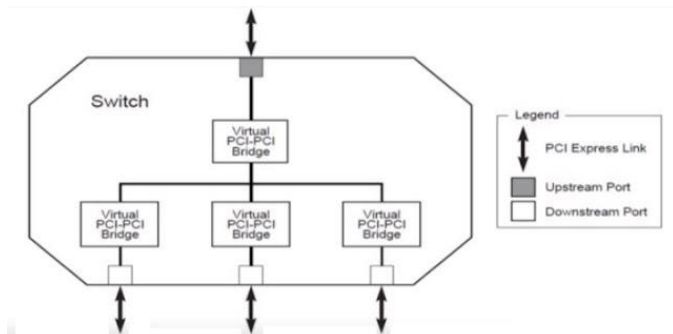 Switch
Virtual
PCI-PCI
Bridge
Virtual
PCI-PCI
Bridge
Virtual
PCI-PCI
Bridge
Virtual
PCI-PCI
Bridge
Legend
PCI Express Link
Upstream Port
Downstream Port